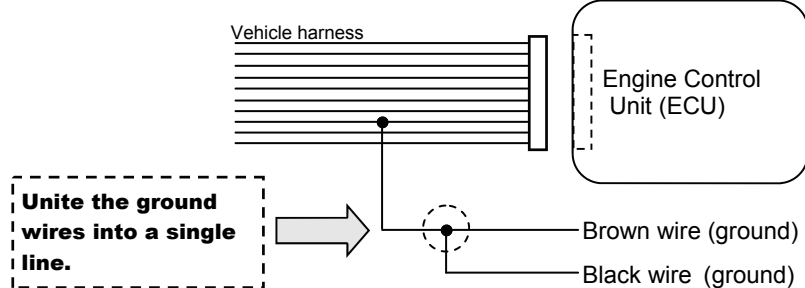 Vehicle harness
Engine Control
Unit (ECU)
Unite the ground
wires into a single
line.
Brown wire (ground)
Black wire (ground)